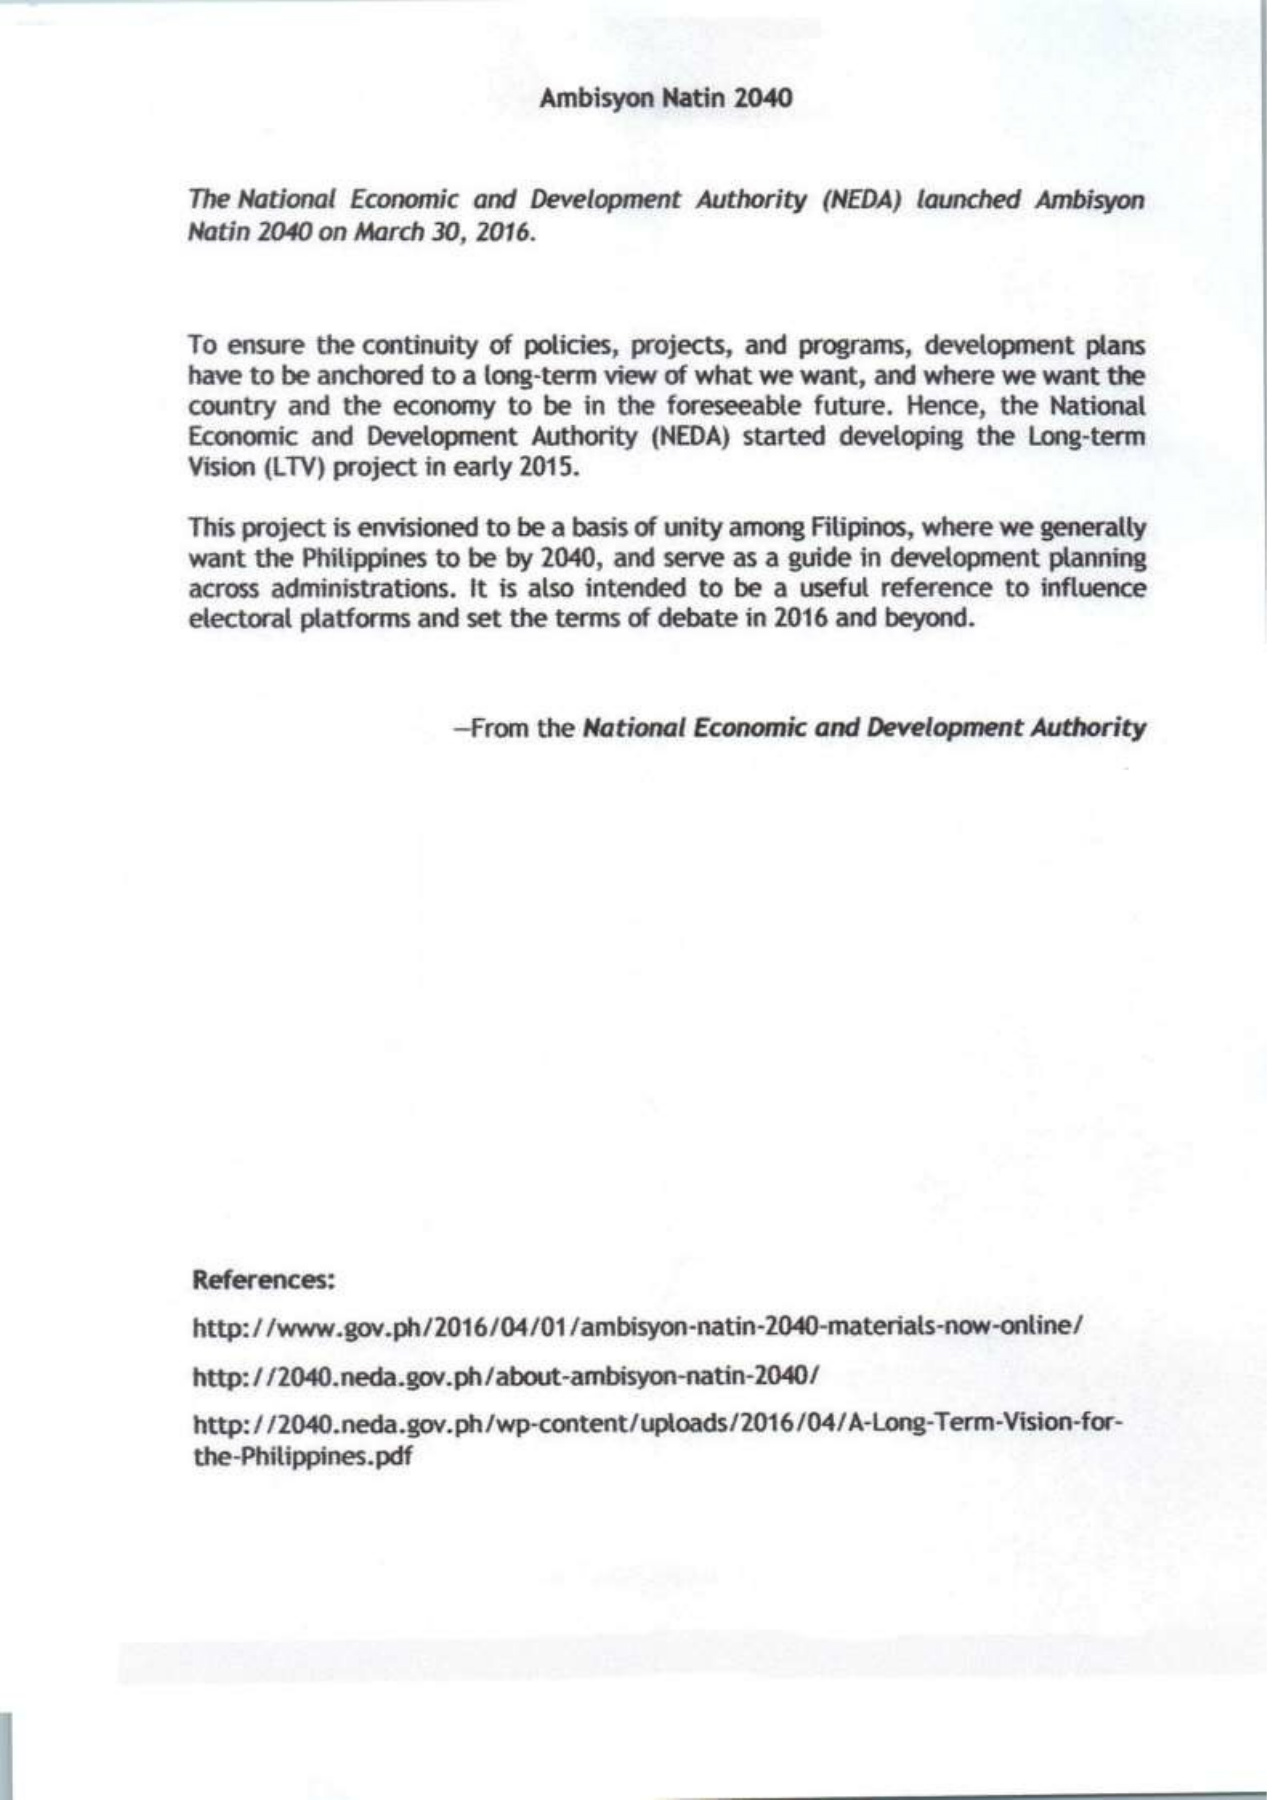 Ambisyon Natin 2040
The National Economic and Development Authority (NEDA) launched Ambisyon
Natin 2040 on March 30, 2016.
To ensure the continuity of policies, projects, and programs, development plans
have to be anchored to a long-term view of what we want, and where we want the
country and the economy to be in the foreseeable future. Hence, the National
Economic and Development Authority (NEDA) started developing the Long-term
Vision (LTV) project in early 2015.
This project is envisioned to be a basis of unity among Filipinos, where we generally
want the Philippines to be by 2040, and serve as a guide in development planning
across administrations. It is also intended to be a useful reference to influence
electoral platforms and set the terms of debate in 2016 and beyond.
—From the National Economic and Development Authority
References:
http://www.gov.ph/2016/04/01/ambisyon-natin-2040-materials-now-online/
http://2040.neda.gov.ph/about-ambisyon-natin-2040/
http://2040.neda.gov.ph/wp-content/uploads/2016/04/A-Long-Term-Vision-for-
the-Philippines.pdf